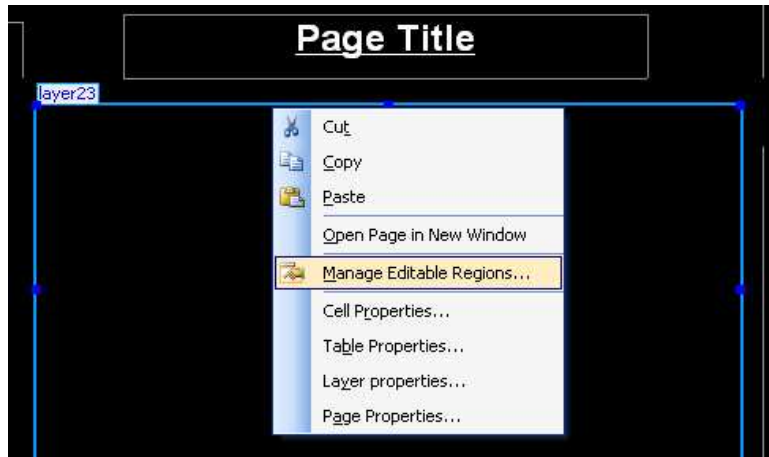 Page Title
layer23
Cut
Copy
Paste
Open Page in New Window
Manage Editable Regions...
Cell Properties...
Table Properties...
Layer properties...
Page Properties...